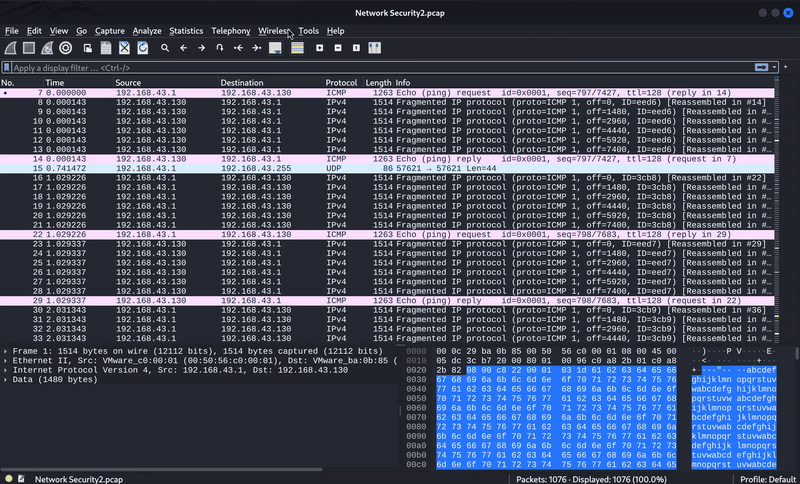 Network Security2.pcap
File Edit View Go Capture Analyze Statistics Telephony Wireless Tools Help
Apply a display filter ... <Ctrl-/>
No. Time Source Destination Protocol Length Info
7 0.000000 192.168.43.1 192.168.43.130 ICMP 1263 Echo (ping) request id=0x0001, seq=797/7427, ttl=128 (reply in 14)
8 0.000143 192.168.43.130 192.168.43.1 IPv4 1514 Fragmented IP protocol (proto=ICMP 1, off=0, ID=eed6) [Reassembled in #14]
9 0.000143 192.168.43.130 192.168.43.1 IPv4 1514 Fragmented IP protocol (proto=ICMP 1, off=1480, ID=eed6) [Reassembled in #…
10 0.000143 192.168.43.130 192.168.43.1 IPv4 1514 Fragmented IP protocol (proto=ICMP 1, off=2960, ID=eed6) [Reassembled in #…
11 0.000143 192.168.43.130 192.168.43.1 IPv4 1514 Fragmented IP protocol (proto=ICMP 1, off=4440, ID=eed6) [Reassembled in #…
12 0.000143 192.168.43.130 192.168.43.1 IPv4 1514 Fragmented IP protocol (proto=ICMP 1, off=5920, ID=eed6) [Reassembled in #…
13 0.000143 192.168.43.130 192.168.43.1 IPv4 1514 Fragmented IP protocol (proto=ICMP 1, off=7400, ID=eed6) [Reassembled in #…
14 0.000143 192.168.43.130 192.168.43.1 ICMP 1263 Echo (ping) reply id=0x0001, seq=797/7427, ttl=128 (request in 7)
15 0.741472 192.168.43.1 192.168.43.255 UDP 86 57621 → 57621 Len=44
16 1.029226 192.168.43.1 192.168.43.130 IPv4 1514 Fragmented IP protocol (proto=ICMP 1, off=0, ID=3cb8) [Reassembled in #22]
17 1.029226 192.168.43.1 192.168.43.130 IPv4 1514 Fragmented IP protocol (proto=ICMP 1, off=1480, ID=3cb8) [Reassembled in #…
18 1.029226 192.168.43.1 192.168.43.130 IPv4 1514 Fragmented IP protocol (proto=ICMP 1, off=2960, ID=3cb8) [Reassembled in #…
19 1.029226 192.168.43.1 192.168.43.130 IPv4 1514 Fragmented IP protocol (proto=ICMP 1, off=4440, ID=3cb8) [Reassembled in #…
20 1.029226 192.168.43.1 192.168.43.130 IPv4 1514 Fragmented IP protocol (proto=ICMP 1, off=5920, ID=3cb8) [Reassembled in #…
21 1.029226 192.168.43.1 192.168.43.130 IPv4 1514 Fragmented IP protocol (proto=ICMP 1, off=7400, ID=3cb8) [Reassembled in #…
22 1.029226 192.168.43.1 192.168.43.130 ICMP 1263 Echo (ping) request id=0x0001, seq=798/7683, ttl=128 (reply in 29)
23 1.029337 192.168.43.130 192.168.43.1 IPv4 1514 Fragmented IP protocol (proto=ICMP 1, off=0, ID=eed7) [Reassembled in #29]
24 1.029337 192.168.43.130 192.168.43.1 IPv4 1514 Fragmented IP protocol (proto=ICMP 1, off=1480, ID=eed7) [Reassembled in #…
25 1.029337 192.168.43.130 192.168.43.1 IPv4 1514 Fragmented IP protocol (proto=ICMP 1, off=2960, ID=eed7) [Reassembled in #…
26 1.029337 192.168.43.130 192.168.43.1 IPv4 1514 Fragmented IP protocol (proto=ICMP 1, off=4440, ID=eed7) [Reassembled in #…
27 1.029337 192.168.43.130 192.168.43.1 IPv4 1514 Fragmented IP protocol (proto=ICMP 1, off=5920, ID=eed7) [Reassembled in #…
28 1.029337 192.168.43.130 192.168.43.1 IPv4 1514 Fragmented IP protocol (proto=ICMP 1, off=7400, ID=eed7) [Reassembled in #…
29 1.029337 192.168.43.130 192.168.43.1 ICMP 1263 Echo (ping) reply id=0x0001, seq=798/7683, ttl=128 (request in 22)
30 2.031343 192.168.43.1 192.168.43.130 IPv4 1514 Fragmented IP protocol (proto=ICMP 1, off=0, ID=3cb9) [Reassembled in #36]
31 2.031343 192.168.43.1 192.168.43.130 IPv4 1514 Fragmented IP protocol (proto=ICMP 1, off=1480, ID=3cb9) [Reassembled in #…
32 2.031343 192.168.43.1 192.168.43.130 IPv4 1514 Fragmented IP protocol (proto=ICMP 1, off=2960, ID=3cb9) [Reassembled in #…
33 2.031343 192.168.43.1 192.168.43.130 IPv4 1514 Fragmented IP protocol (proto=ICMP 1, off=4440, ID=3cb9) [Reassembled in #…
Frame 1: 1514 bytes on wire (12112 bits), 1514 bytes captured (12112 bits)
Ethernet II, Src: VMware_c0:00:01 (00:50:56:c0:00:01), Dst: VMware_ba:0b:85 (
Internet Protocol Version 4, Src: 192.168.43.1, Dst: 192.168.43.130
Data (1480 bytes)
0000 00 0c 29 ba 0b 85 00 50 56 c0 00 01 08 00 45 00
0010 05 dc 3c b7 20 00 80 01 00 96 c0 a8 2b 01 c0 a8
0020 2b 82 08 00 c8 22 00 01 03 1d 61 62 63 64 65 66
0030 67 68 69 6a 6b 6c 6d 6e 6f 70 71 72 73 74 75 76 ghijklmnopqrstuv
0040 77 61 62 63 64 65 66 67 68 69 6a 6b 6c 6d 6e 6f wabcdefghijklmno
0050 70 71 72 73 74 75 76 77 61 62 63 64 65 66 67 68 pqrstuvwabcdefgh
0060 69 6a 6b 6c 6d 6e 6f 70 71 72 73 74 75 76 77 61 ijklmnopqrstuvwa
0070 62 63 64 65 66 67 68 69 6a 6b 6c 6d 6e 6f 70 71 bcdefghijklmnopq
0080 72 73 74 75 76 77 61 62 63 64 65 66 67 68 69 6a rstuvwabcdefghij
0090 6b 6c 6d 6e 6f 70 71 72 73 74 75 76 77 61 62 63 klmnopqrstuvwabc
00a0 64 65 66 67 68 69 6a 6b 6c 6d 6e 6f 70 71 72 73 defghijklmnopqrs
00b0 74 75 76 77 61 62 63 64 65 66 67 68 69 6a 6b 6c tuvwabcdefghijkl
00c0 6d 6e 6f 70 71 72 73 74 75 76 77 61 62 63 64 65 mnopqrstuvwabcde
Network Security2.pcap Packets: 1076 · Displayed: 1076 (100.0%) Profile: Default